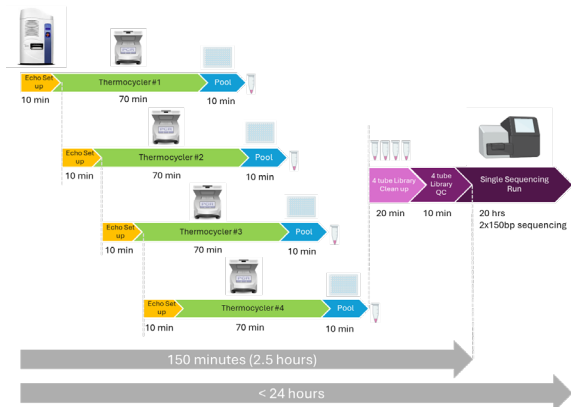 Echo Set
up
Thermocycler #1
Pool
10 min
70 min
10 min
Echo Set
up
Thermocycler #2
Pool
10 min
70 min
10 min
4 tube Library
Clean up
4 tube
Library
QC
Single Sequencing
Run
20 min
10 min
20 hrs
2x150bp sequencing
Echo Set
up
Thermocycler #3
Pool
10 min
70 min
10 min
Echo Set
up
Thermocycler #4
Pool
10 min
70 min
10 min
150 minutes (2.5 hours)
< 24 hours